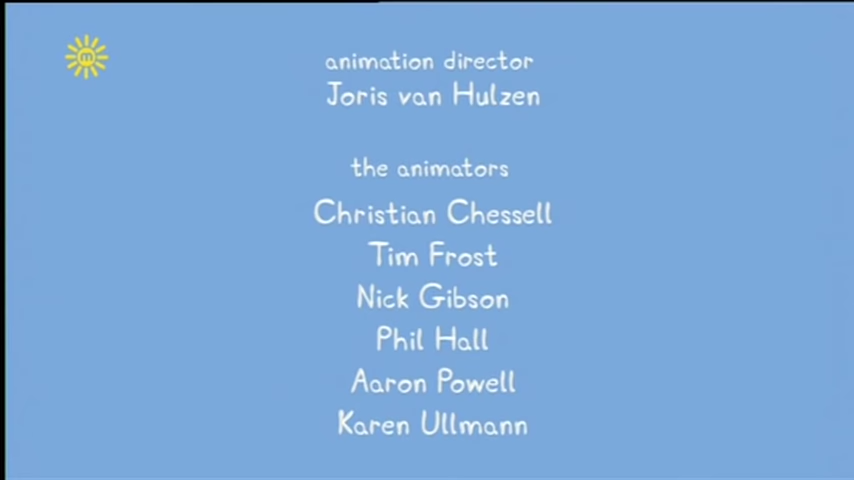 m
animation director
Joris van Hulzen
the animators
Christian Chessell
Tim Frost
Nick Gibson
Phil Hall
Aaron Powell
Karen Ullmann